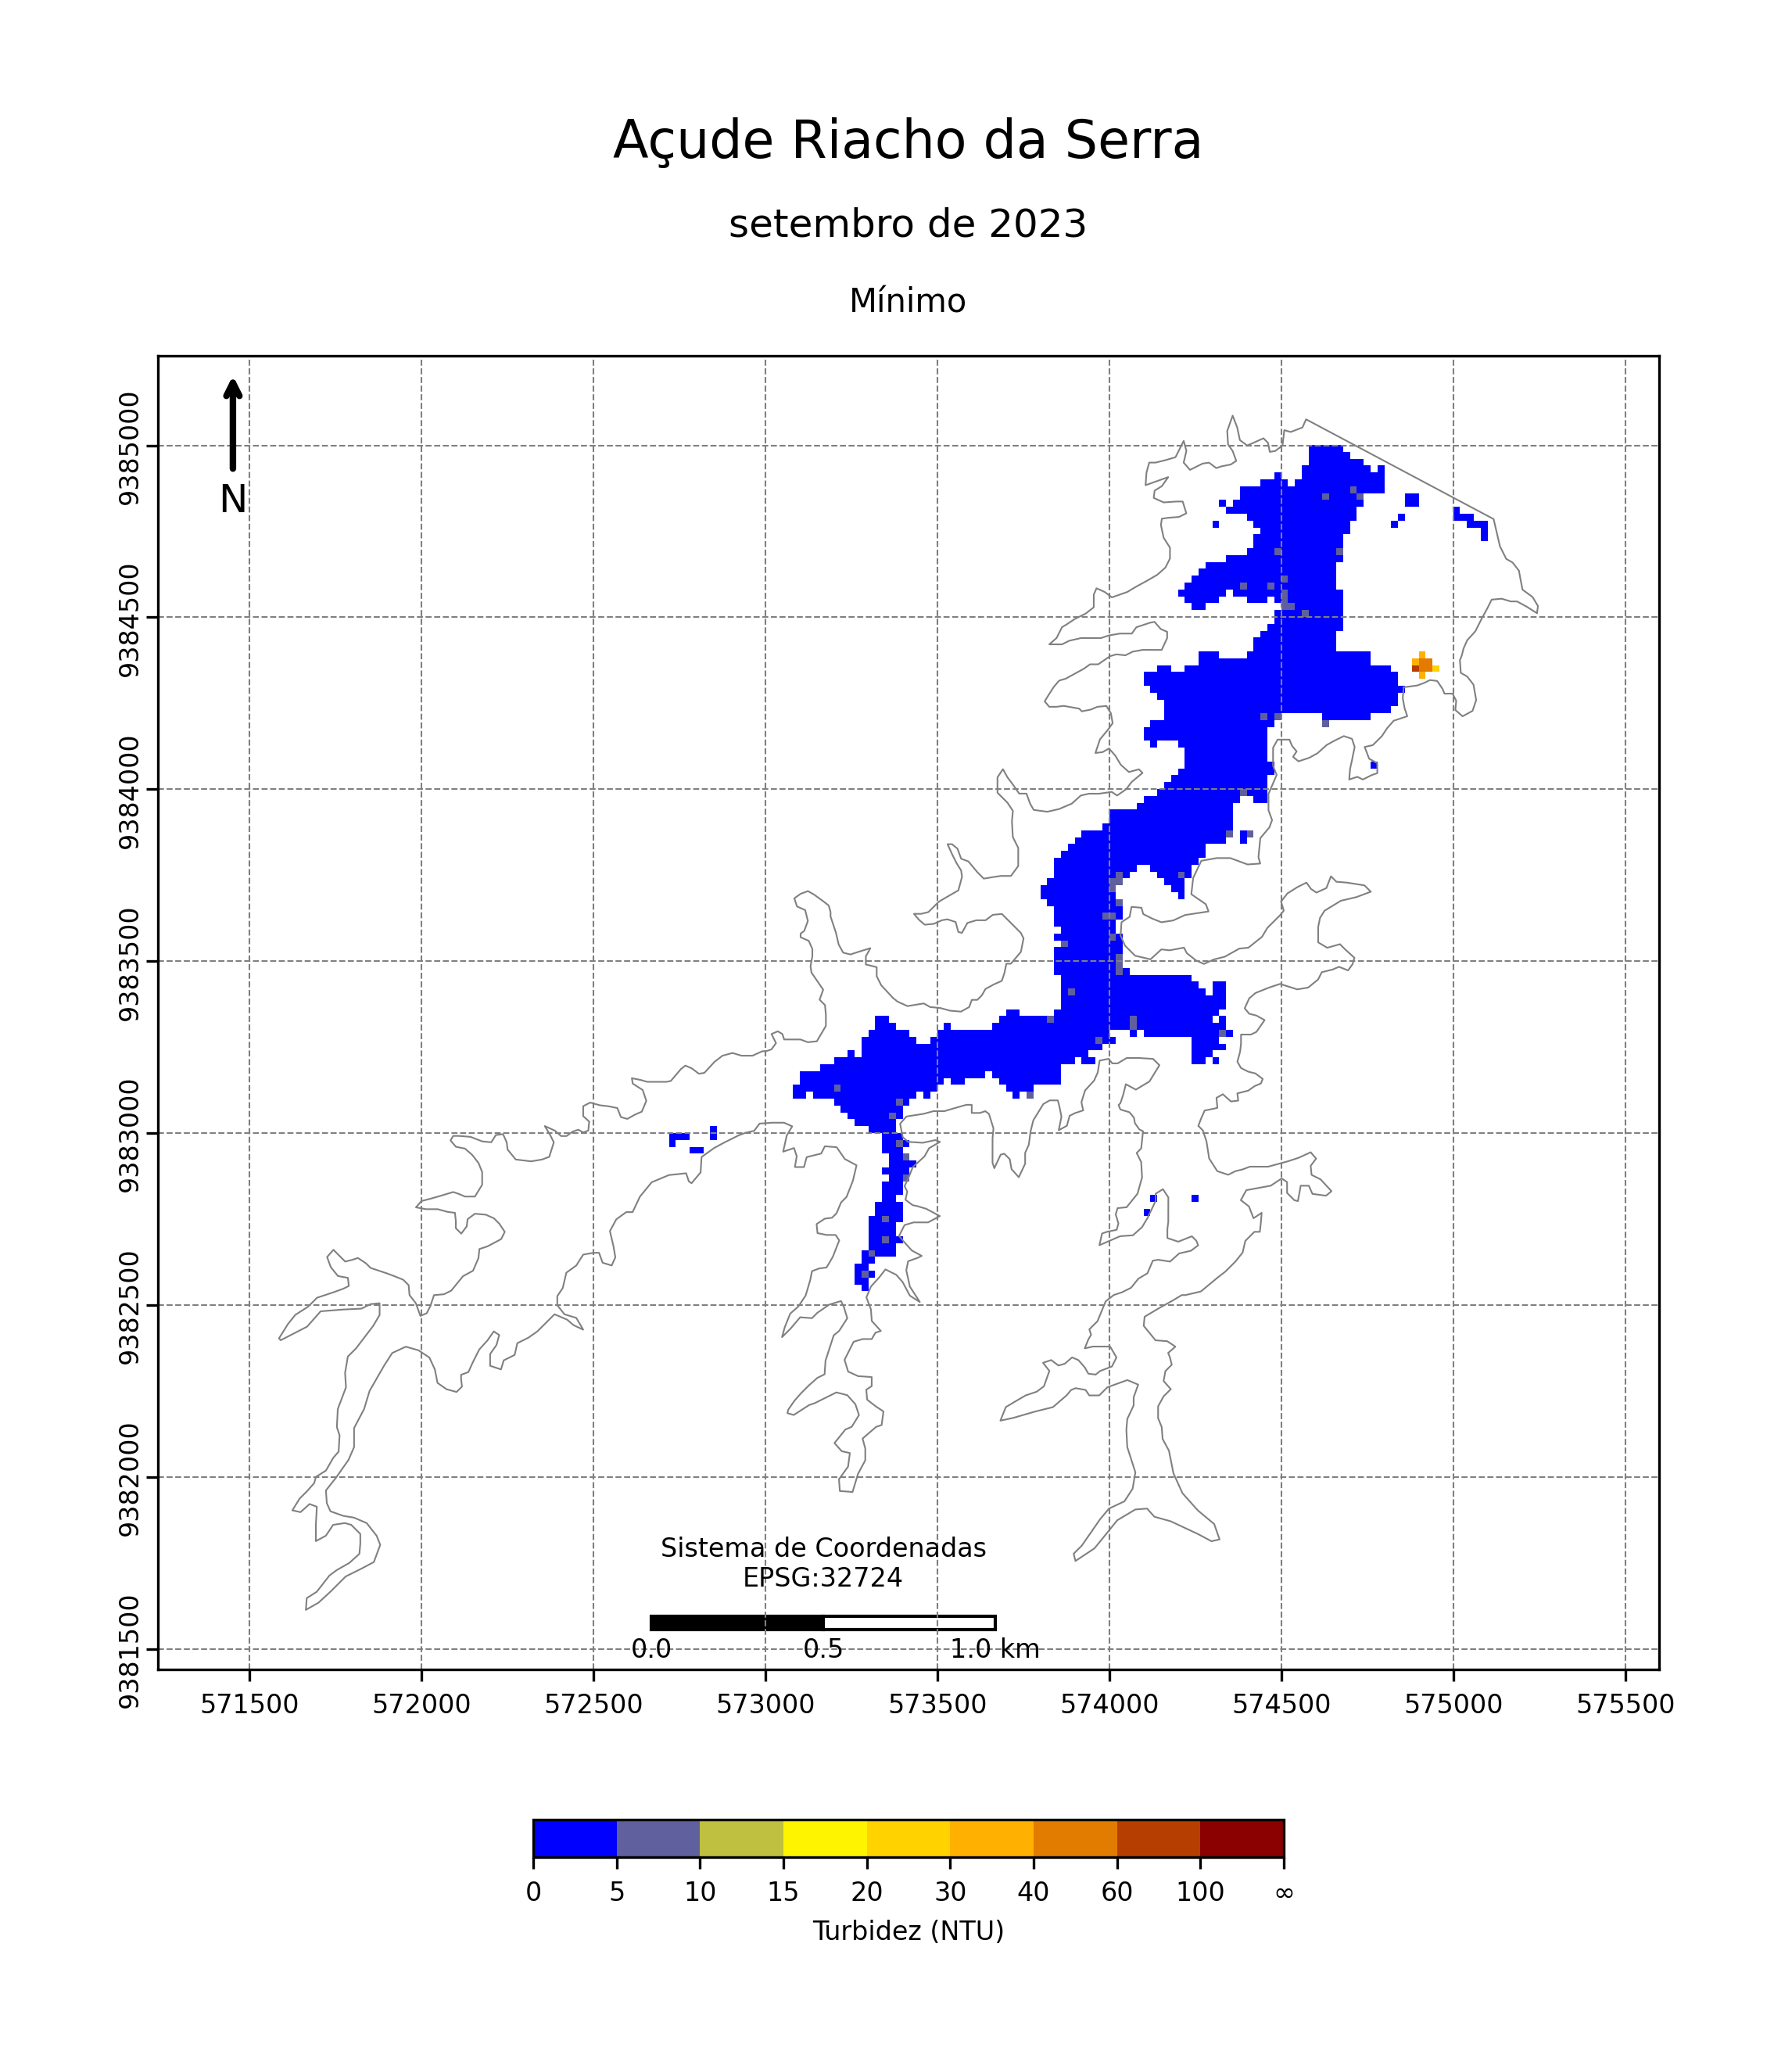 Açude Riacho da Serra
setembro de 2023
Mínimo
N
9385000
9384500
9384000
9383500
9383000
9382500
9382000
9381500
Sistema de Coordenadas
EPSG:32724
0.0 0.5 1.0 km
571500 572000 572500 573000 573500 574000 574500 575000 575500
0 5 10 15 20 30 40 60 100 ∞
Turbidez (NTU)